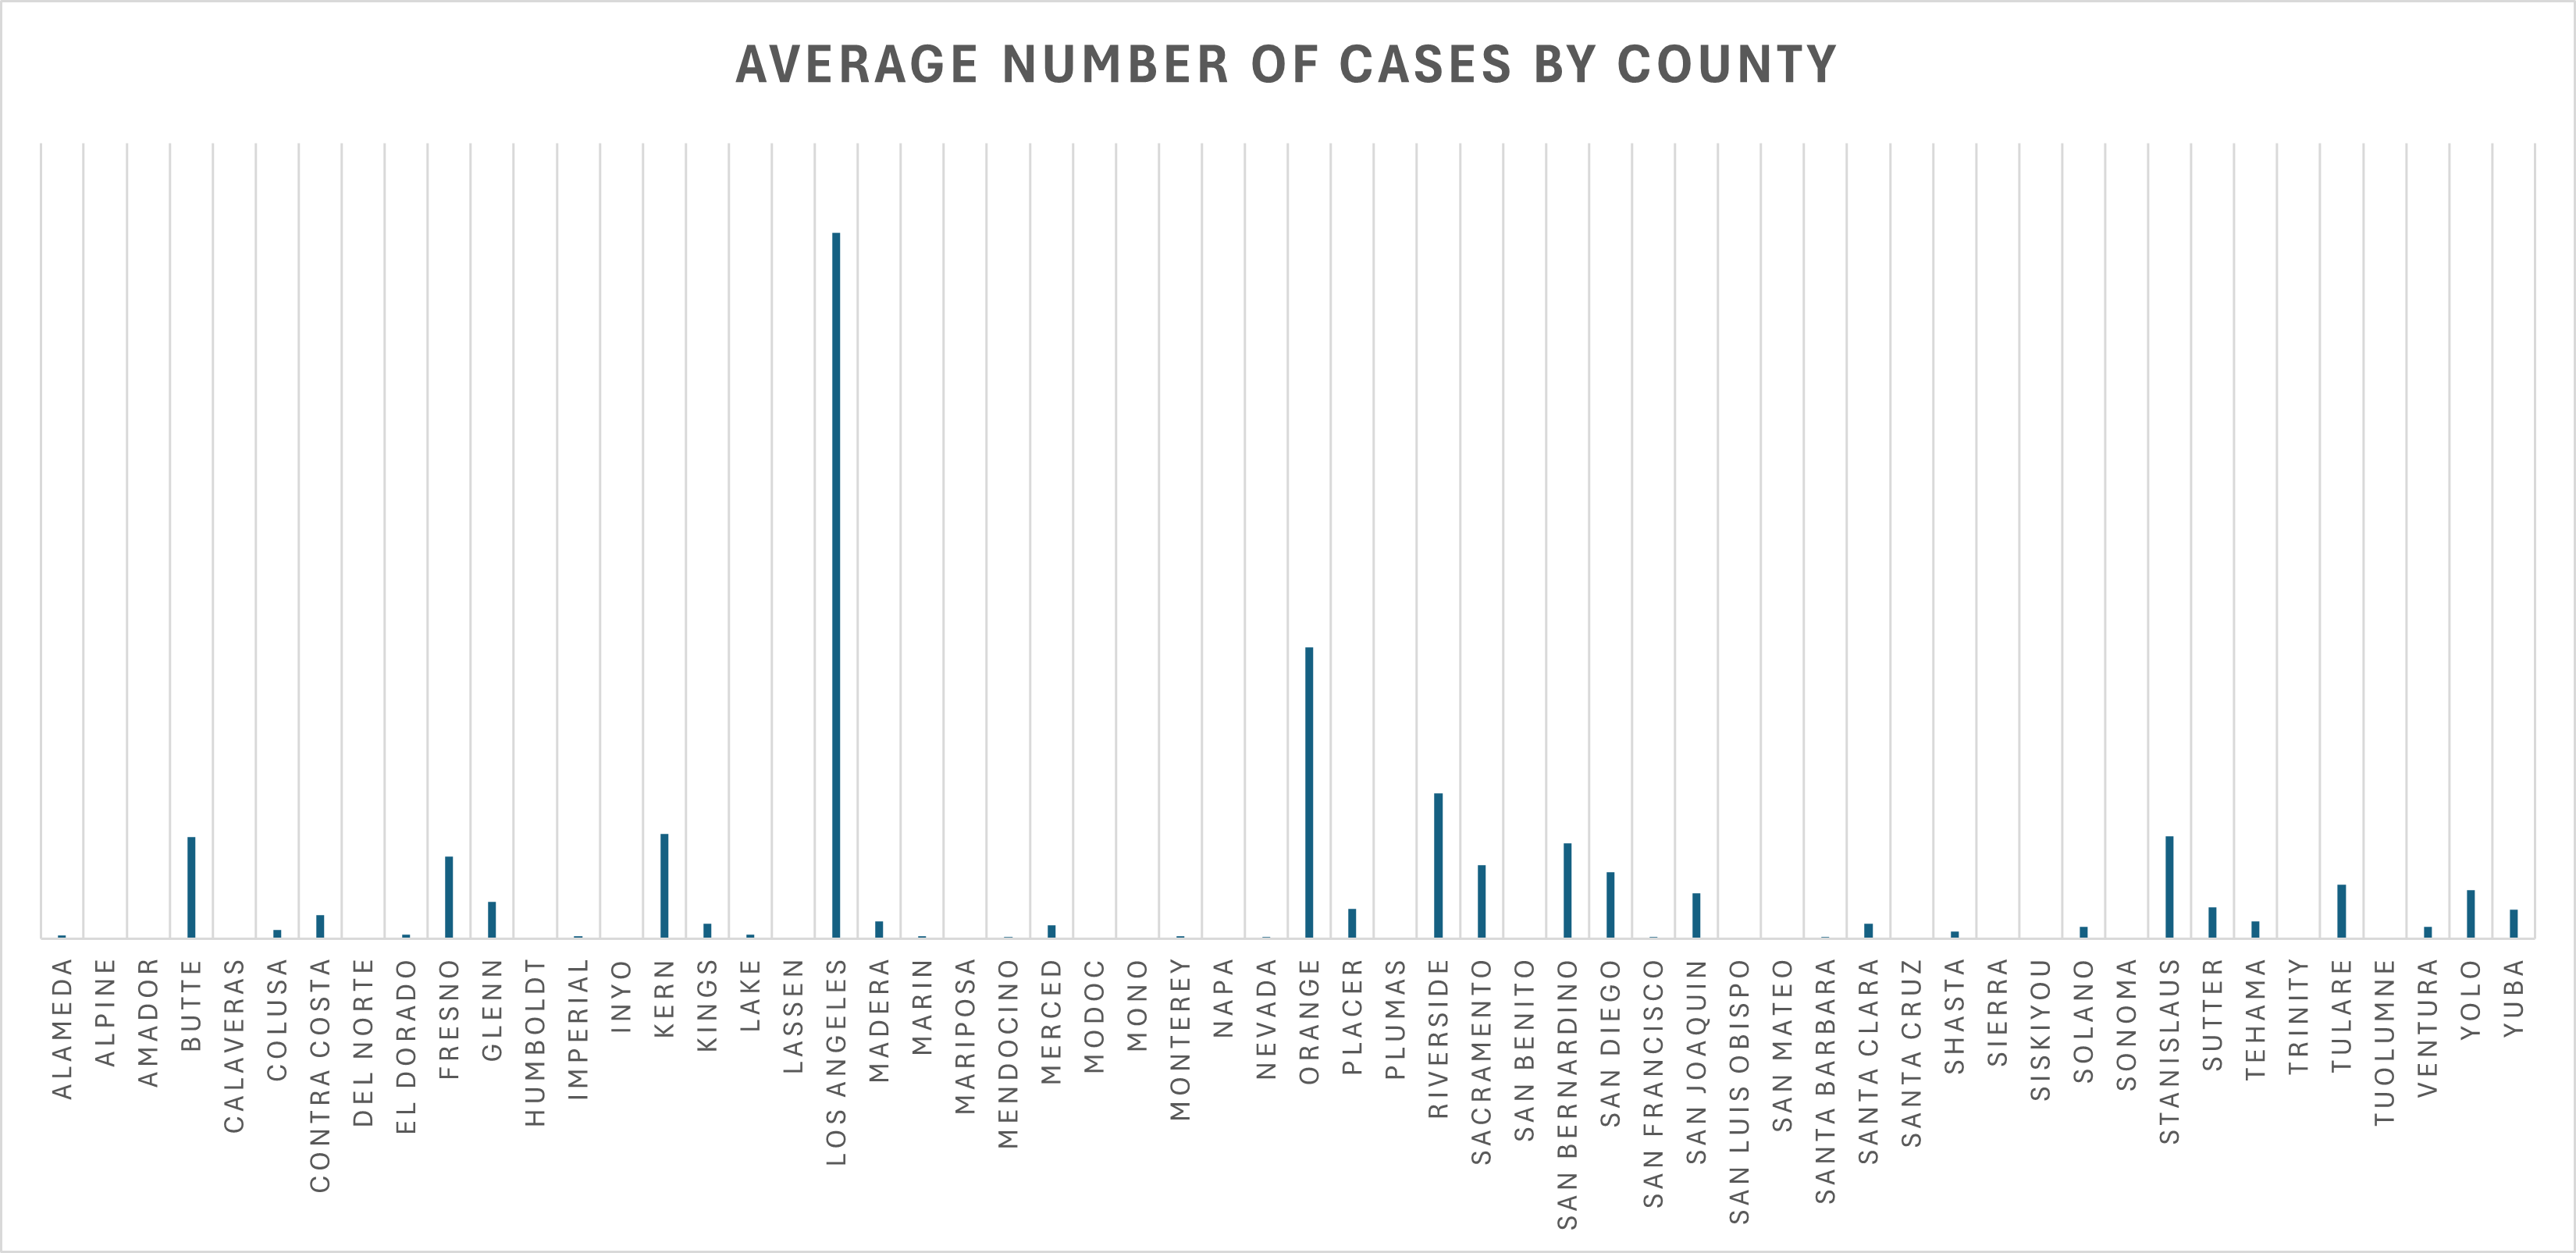 AVERAGE NUMBER OF CASES BY COUNTY
ALAMEDA
ALPINE
AMADOR
BUTTE
CALAVERAS
COLUSA
CONTRA COSTA
DEL NORTE
EL DORADO
FRESNO
GLENN
HUMBOLDT
IMPERIAL
INYO
KERN
KINGS
LAKE
LASSEN
LOS ANGELES
MADERA
MARIN
MARIPOSA
MENDOCINO
MERCED
MODOC
MONO
MONTEREY
NAPA
NEVADA
ORANGE
PLACER
PLUMAS
RIVERSIDE
SACRAMENTO
SAN BENITO
SAN BERNARDINO
SAN DIEGO
SAN FRANCISCO
SAN JOAQUIN
SAN LUIS OBISPO
SAN MATEO
SANTA BARBARA
SANTA CLARA
SANTA CRUZ
SHASTA
SIERRA
SISKIYOU
SOLANO
SONOMA
STANISLAUS
SUTTER
TEHAMA
TRINITY
TULARE
TUOLUMNE
VENTURA
YOLO
YUBA